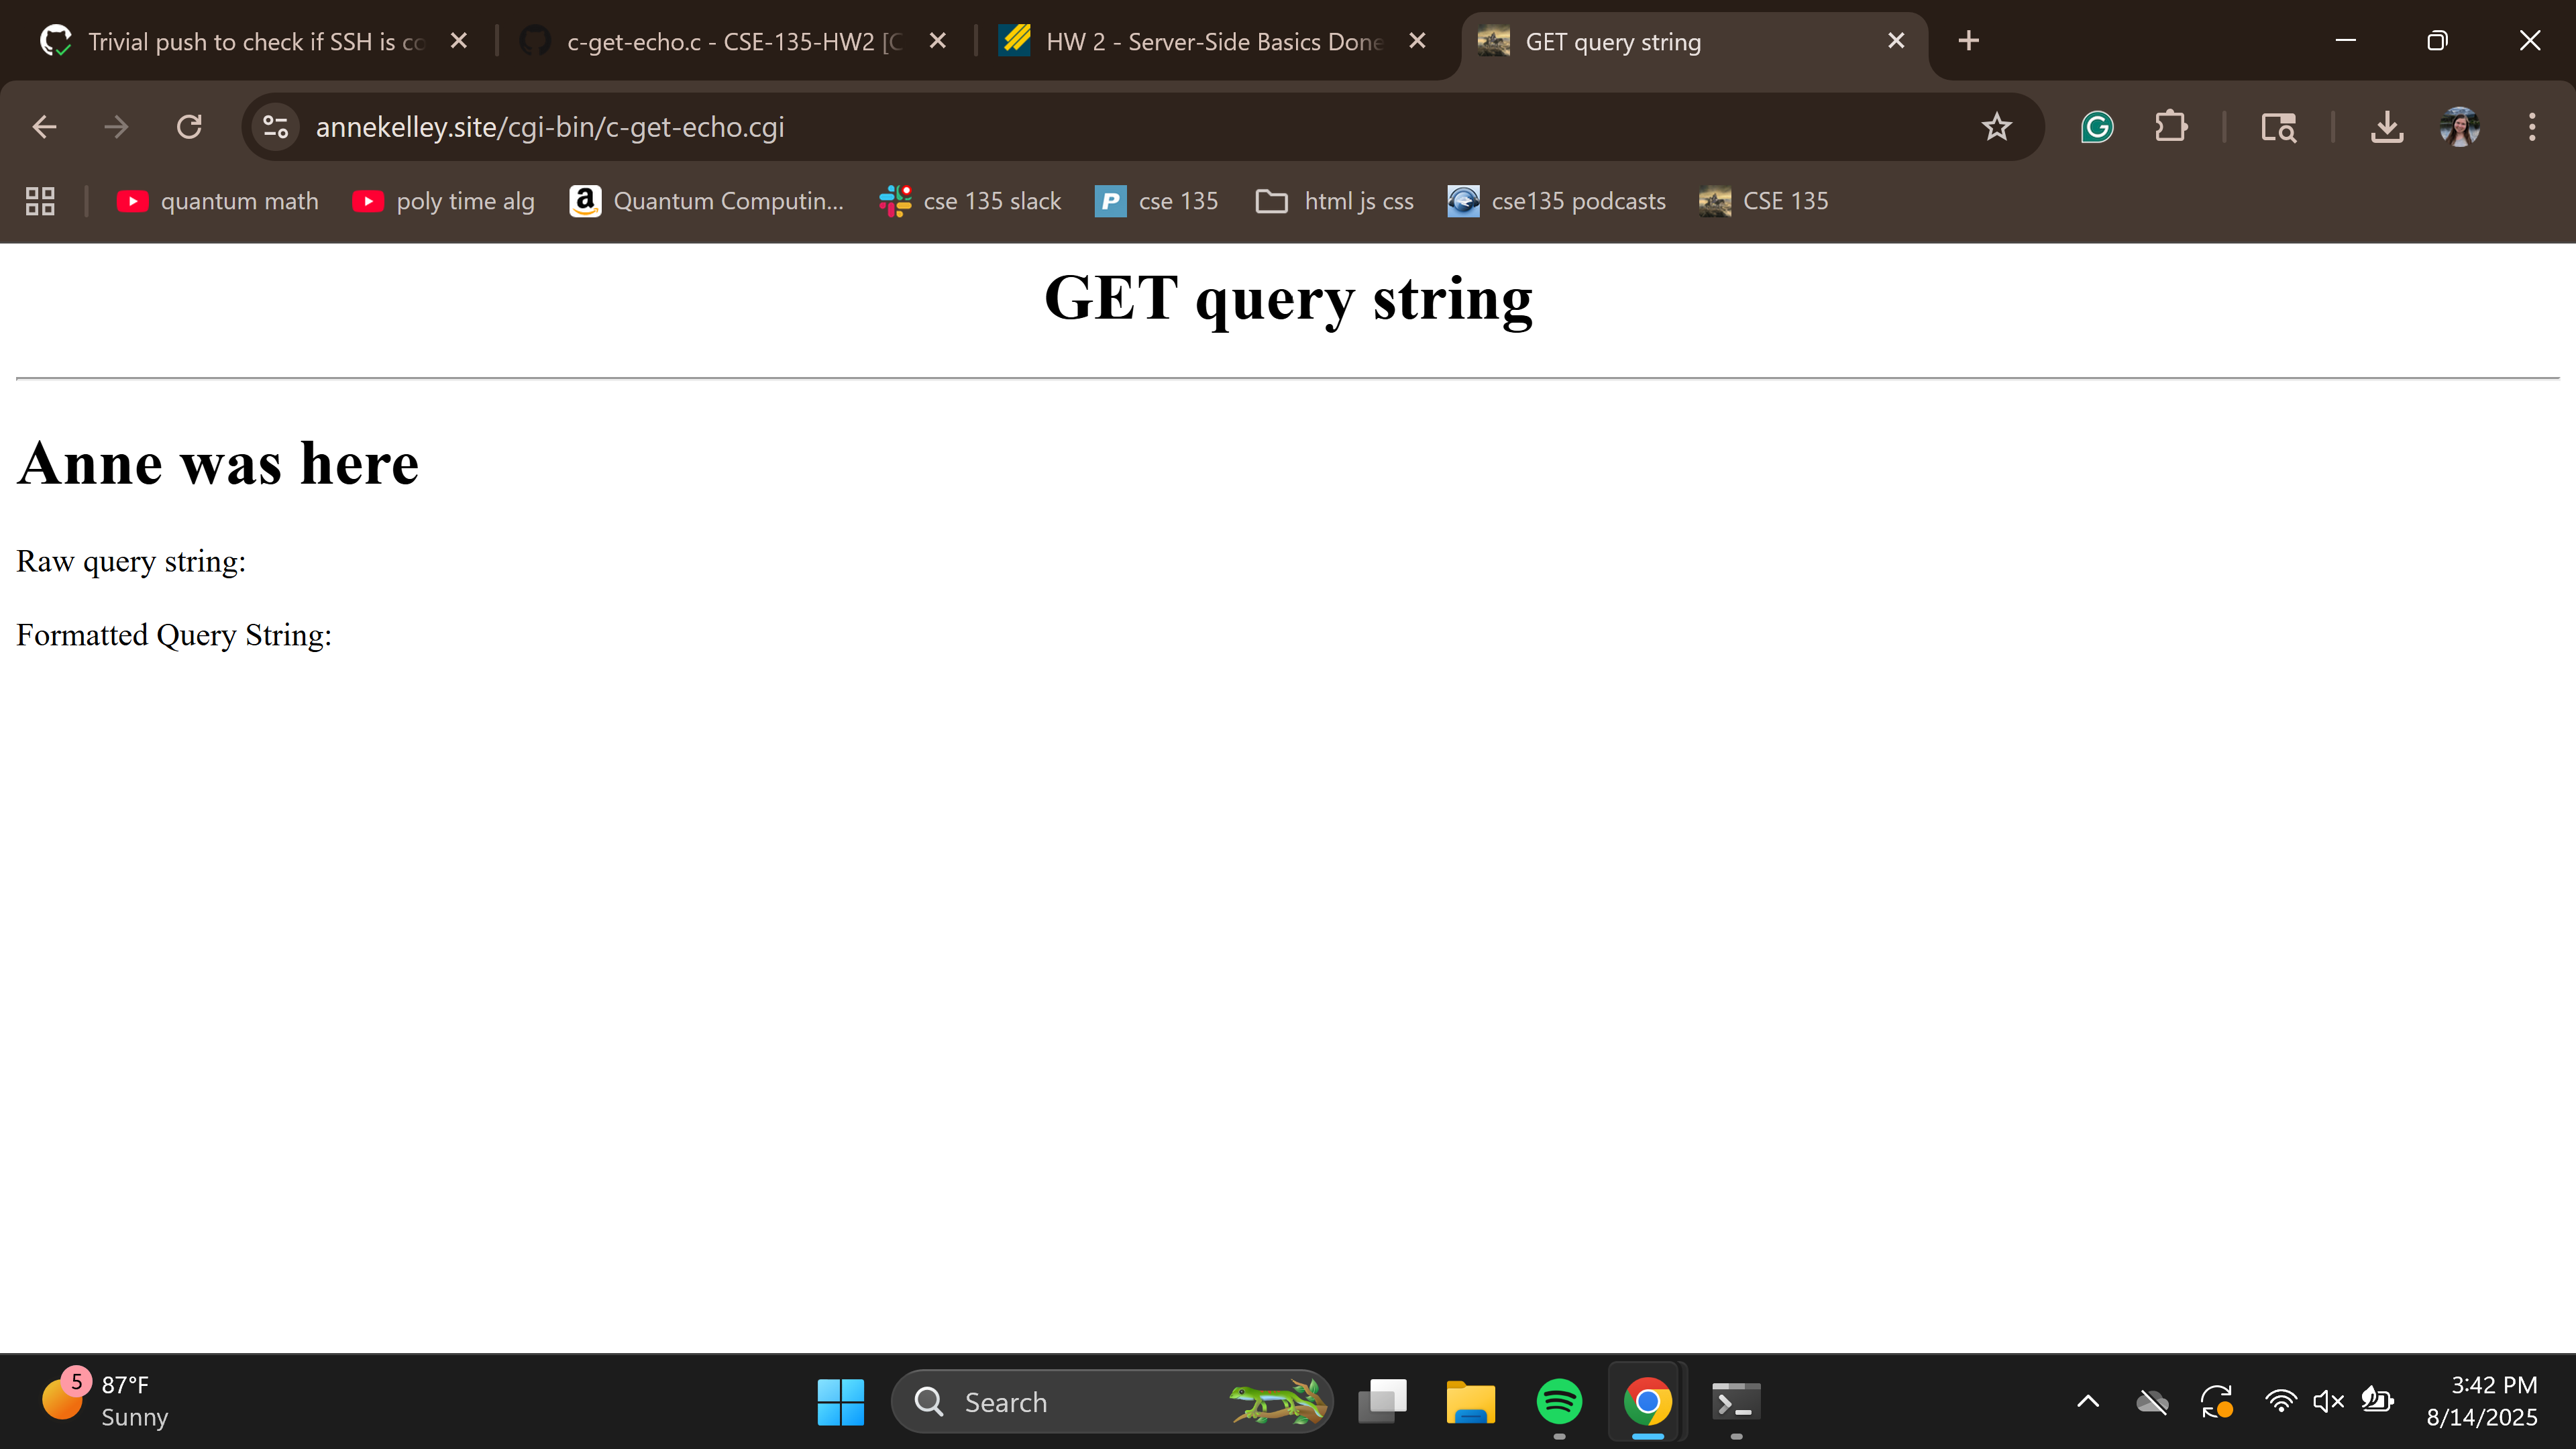 Trivial push to check if SSH is co
c-get-echo.c - CSE-135-HW2 [C
HW 2 - Server-Side Basics Done
GET query string
annekelley.site/cgi-bin/c-get-echo.cgi
quantum math
poly time alg
Quantum Computin...
cse 135 slack
cse 135
html js css
cse135 podcasts
CSE 135
GET query string
Anne was here
Raw query string:
Formatted Query String:
5
87°F
Sunny
Search
3:42 PM
8/14/2025